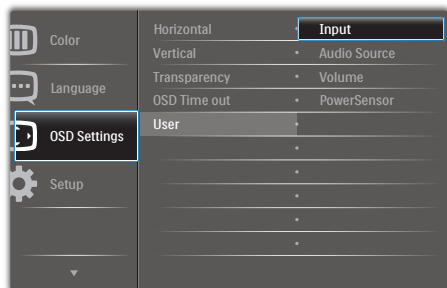 Color
Language
OSD Settings
Setup
Horizontal
Vertical
Transparency
OSD Time out
User
Input
Audio Source
Volume
PowerSensor